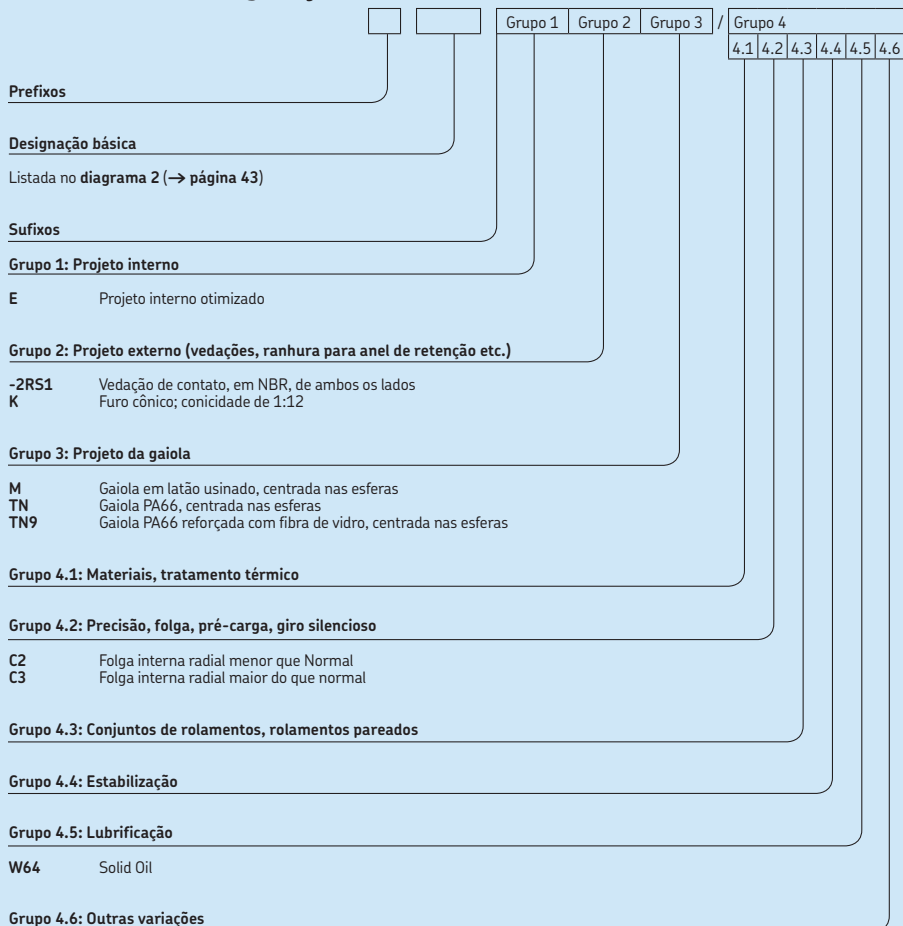 Grupo 1 Grupo 2 Grupo 3 / Grupo 4
4.1 4.2 4.3 4.4 4.5 4.6
Prefixos
Designação básica
Listada no diagrama 2 (→ página 43)
Sufixos
Grupo 1: Projeto interno
E Projeto interno otimizado
Grupo 2: Projeto externo (vedações, ranhura para anel de retenção etc.)
-2RS1 Vedação de contato, em NBR, de ambos os lados
K Furo cônico; conicidade de 1:12
Grupo 3: Projeto da gaiola
M Gaiola em latão usinado, centrada nas esferas
TN Gaiola PA66, centrada nas esferas
TN9 Gaiola PA66 reforçada com fibra de vidro, centrada nas esferas
Grupo 4.1: Materiais, tratamento térmico
Grupo 4.2: Precisão, folga, pré-carga, giro silencioso
C2 Folga interna radial menor que Normal
C3 Folga interna radial maior do que normal
Grupo 4.3: Conjuntos de rolamentos, rolamentos pareados
Grupo 4.4: Estabilização
Grupo 4.5: Lubrificação
W64 Solid Oil
Grupo 4.6: Outras variações